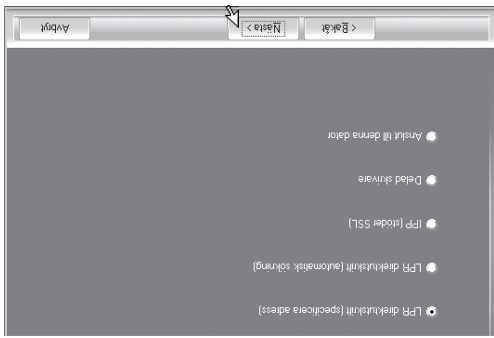 LPR direktutskrift (specificera adress)
LPR direktutskrift (automatisk sökning)
IPP (stöder SSL)
Delad skrivare
Anslut till denna dator
< Bakåt
Nästa >
Avbryt